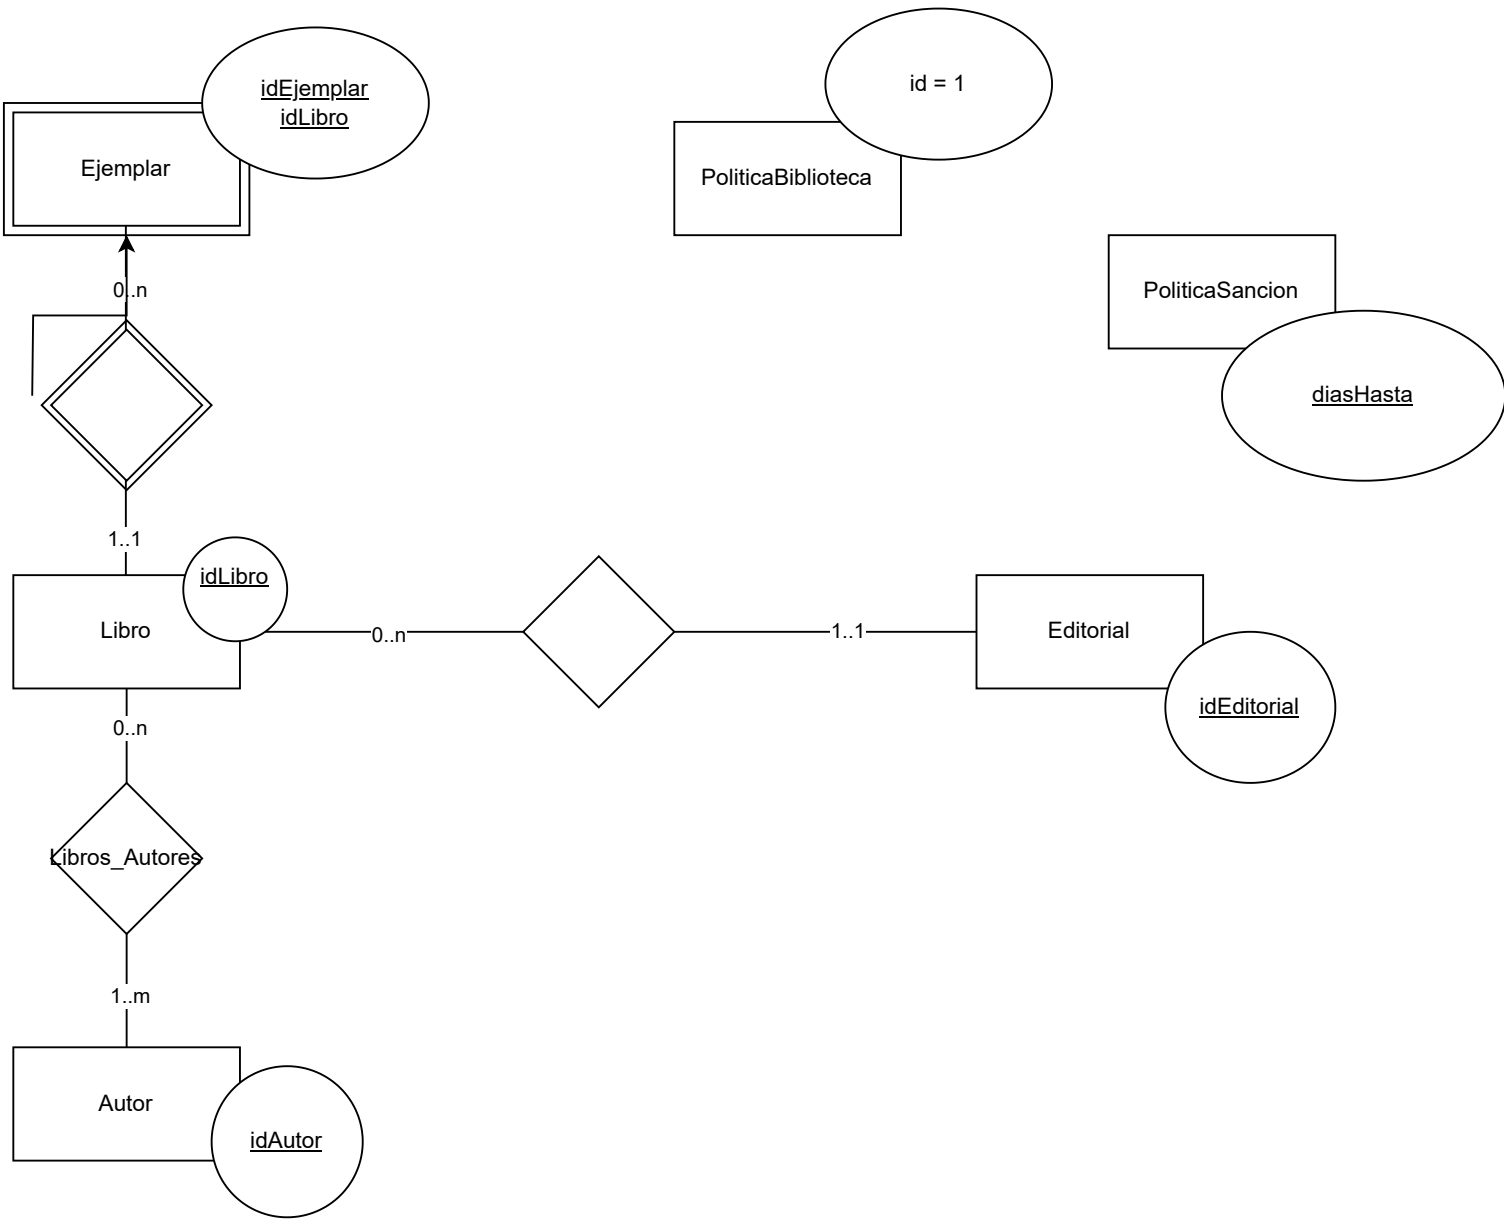 idEjemplar
idLibro
Ejemplar
id = 1
PoliticaBiblioteca
PoliticaSancion
diasHasta
0..n
1..1
idLibro
Libro
0..n
1..1
Editorial
idEditorial
0..n
Libros_Autores
1..m
Autor
idAutor